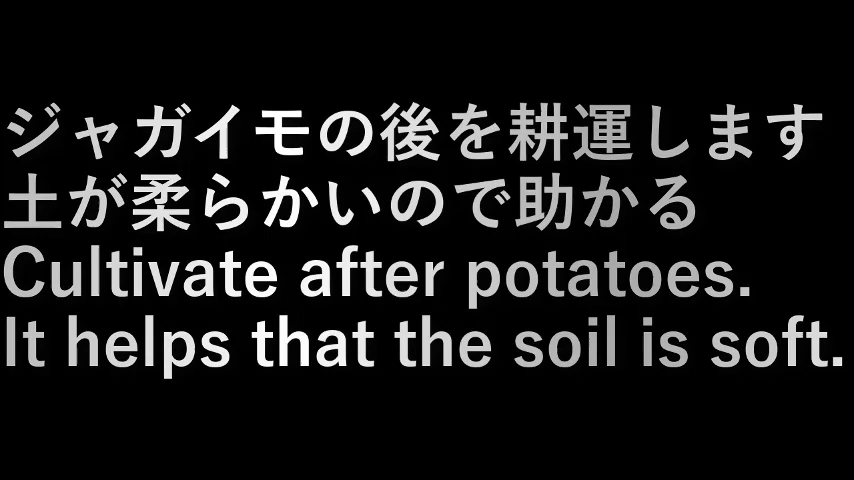 ジャガイモの後を耕運します
土が柔らかいので助かる
Cultivate after potatoes.
It helps that the soil is soft.